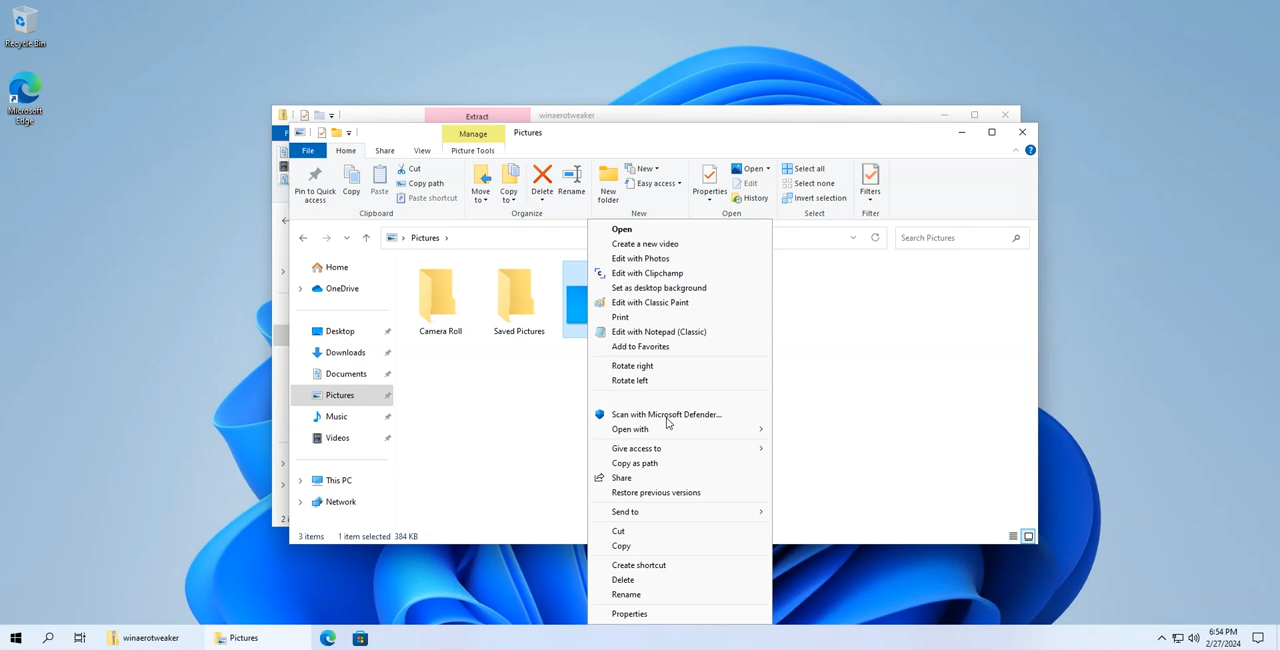 Recycle Bin
Microsoft
Edge
Extract
winaerotweaker
F
Manage
Pictures
File
Home
Share
View
Picture Tools
Pin to Quick
access
Copy
Paste
Cut
Copy path
Paste shortcut
Clipboard
Move
to
Copy
to
Delete
Rename
Organize
New
folder
New
Easy access
New
Properties
Open
Edit
History
Open
Select all
Select none
Invert selection
Select
Filters
Filter
Pictures
Search Pictures
Home
OneDrive
Desktop
Downloads
Documents
Pictures
Music
Videos
This PC
Network
Camera Roll
Saved Pictures
Open
Create a new video
Edit with Photos
Edit with Clipchamp
Set as desktop background
Edit with Classic Paint
Print
Edit with Notepad (Classic)
Add to Favorites
Rotate right
Rotate left
Scan with Microsoft Defender...
Open with
Give access to
Copy as path
Share
Restore previous versions
Send to
Cut
Copy
Create shortcut
Delete
Rename
Properties
2 i
3 items
1 item selected 384 KB
winaerotweaker
Pictures
6:54 PM
2/27/2024